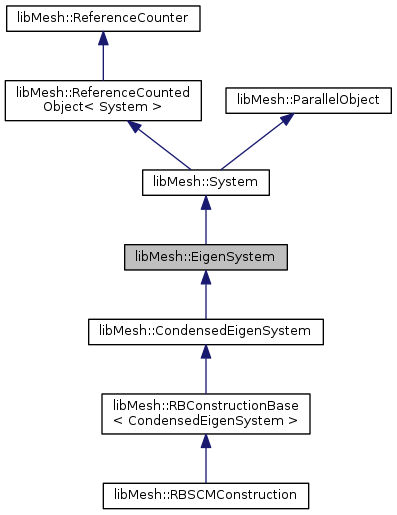 libMesh::ReferenceCounter
libMesh::ReferenceCounted
Object< System >
libMesh::ParallelObject
libMesh::System
libMesh::EigenSystem
libMesh::CondensedEigenSystem
libMesh::RBConstructionBase
< CondensedEigenSystem >
libMesh::RBSCMConstruction